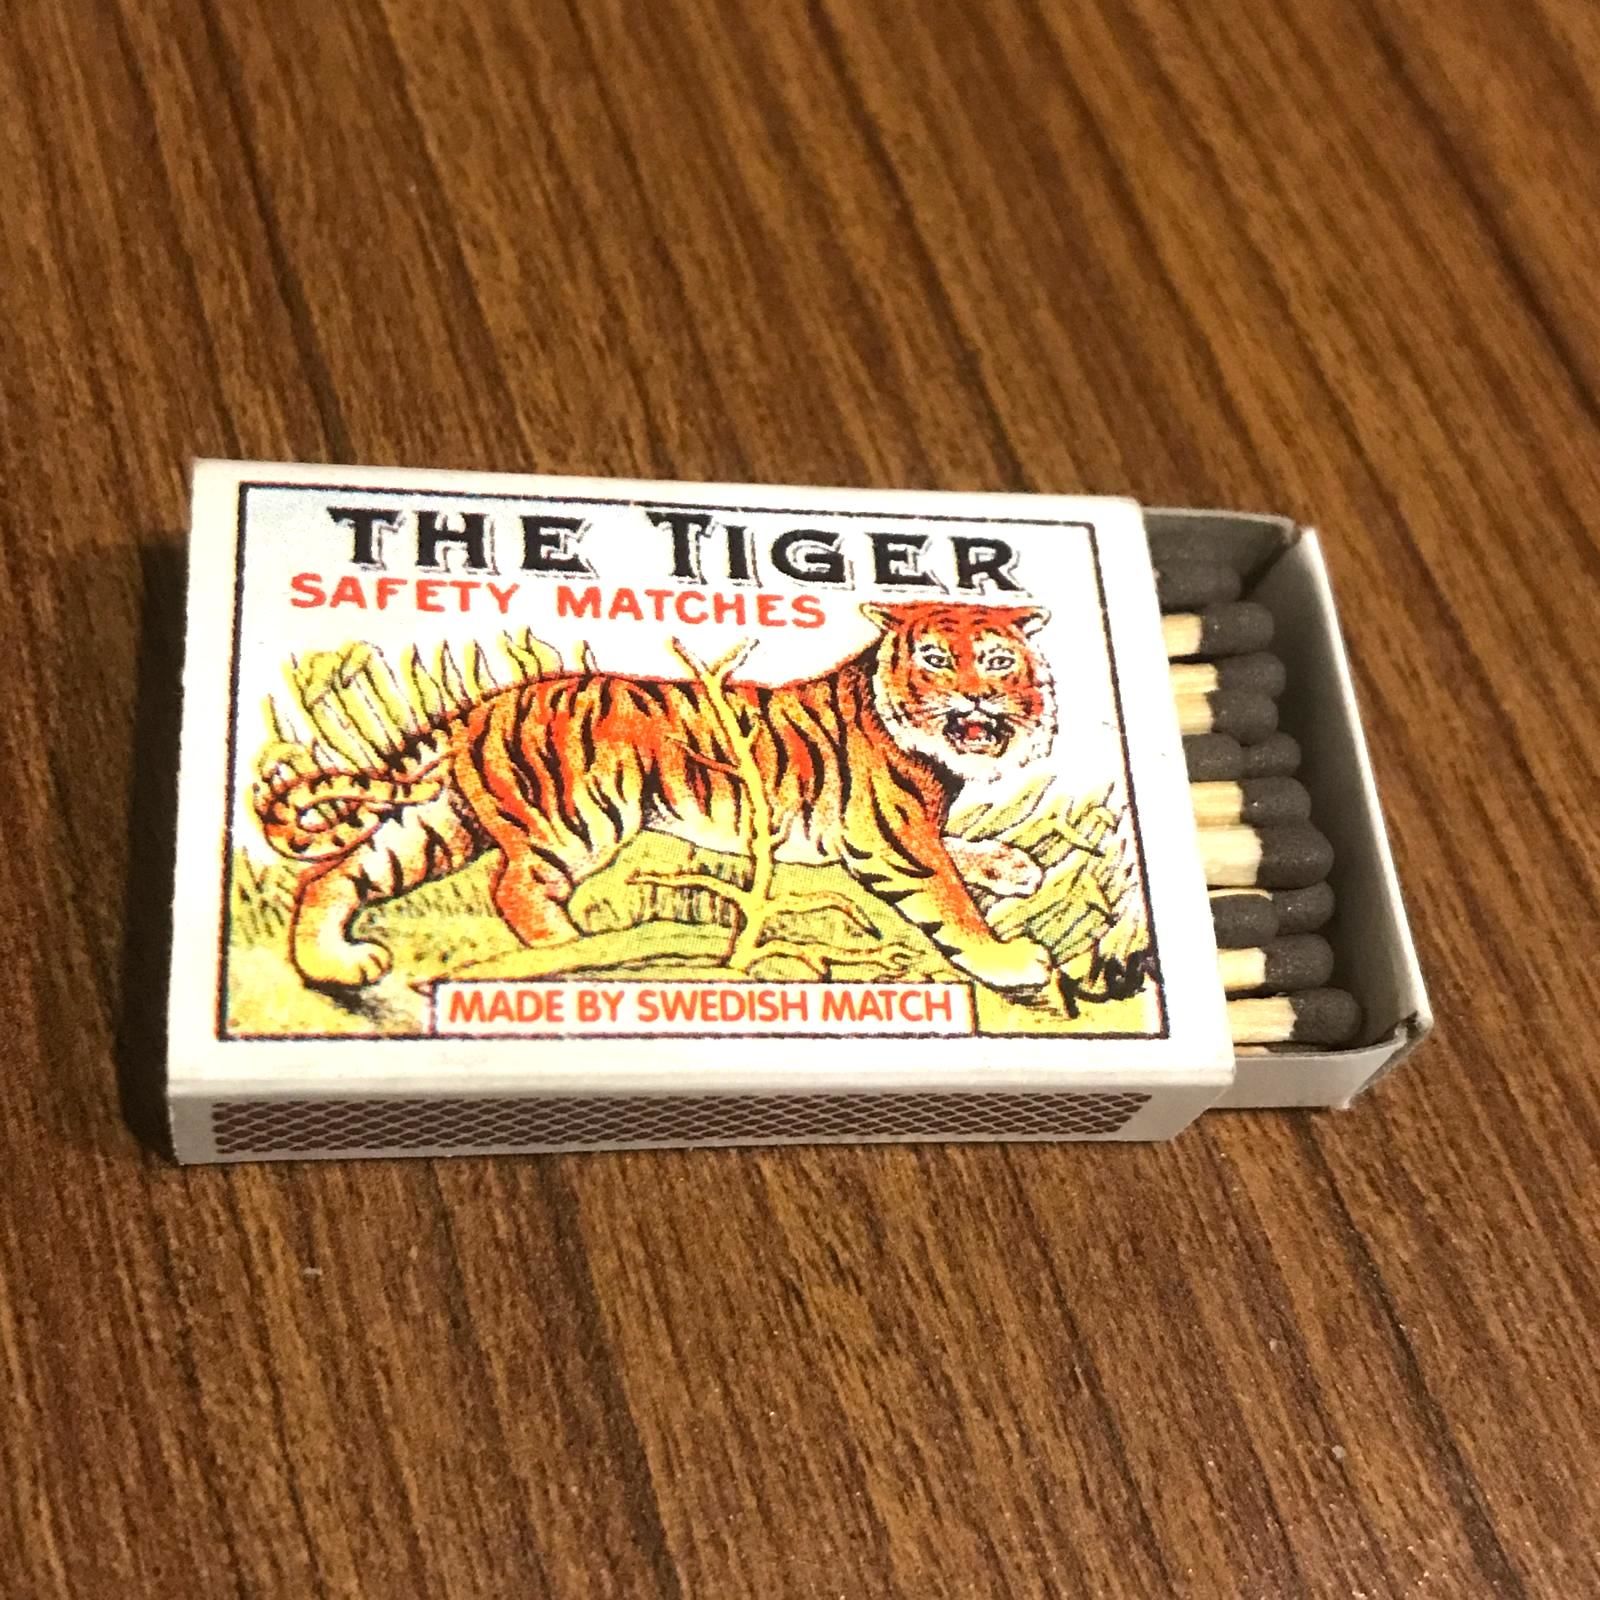 THE TIGER
SAFETY MATCHES
MADE BY SWEDISH MATCH